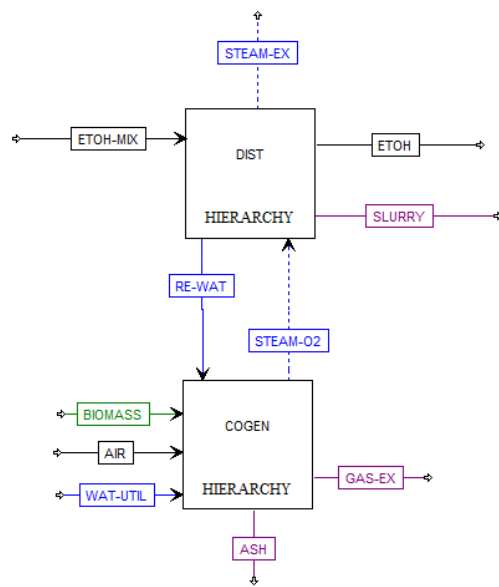 STEAM-EX
ETOH-MIX
ETOH
DIST
HIERARCHY
SLURRY
RE-WAT
STEAM-O2
BIOMASS
COGEN
AIR
GAS-EX
WAT-UTIL
HIERARCHY
ASH